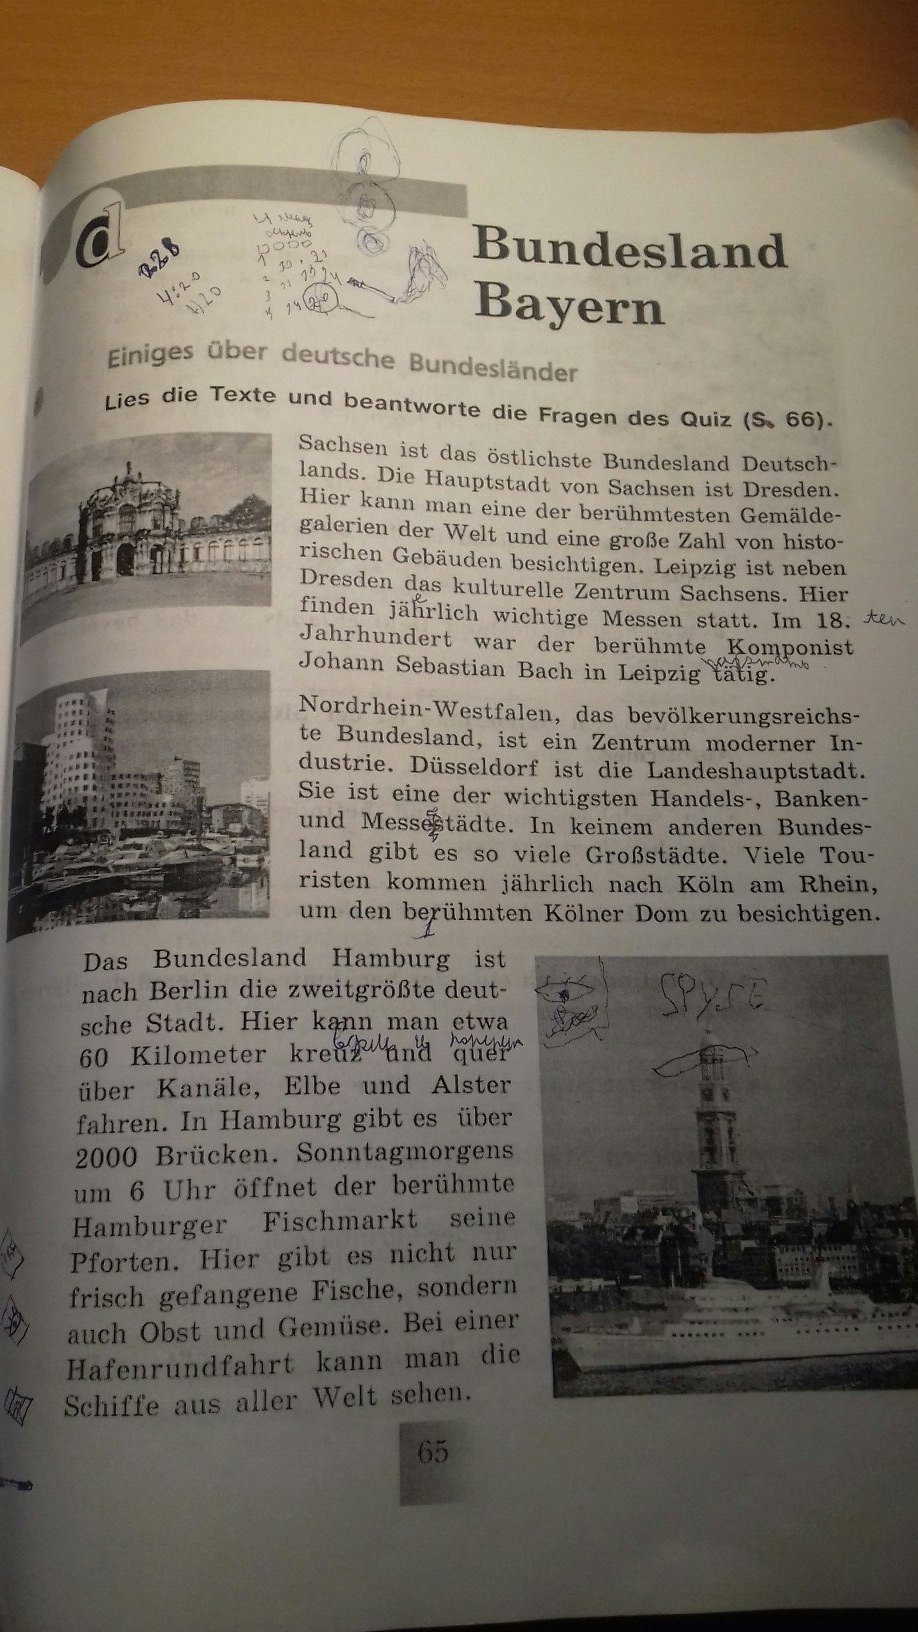 d
228
4:20
4:20
Bundesland
Bayern
Einiges über deutsche Bundesländer
Lies die Texte und beantworte die Fragen des Quiz (S. 66).
Sachsen ist das östlichste Bundesland Deutsch-
lands. Die Hauptstadt von Sachsen ist Dresden.
Hier kann man eine der berühmtesten Gemälde-
galerien der Welt und eine große Zahl von histo-
rischen Gebäuden besichtigen. Leipzig ist neben
Dresden das kulturelle Zentrum Sachsens. Hier
finden jährlich wichtige Messen statt. Im 18. ten
Jahrhundert war der berühmte Komponist
Johann Sebastian Bach in Leipzig tätig.
Nordrhein-Westfalen, das bevölkerungsreichs-
te Bundesland, ist ein Zentrum moderner In-
dustrie. Düsseldorf ist die Landeshauptstadt.
Sie ist eine der wichtigsten Handels-, Banken-
und Messestädte. In keinem anderen Bundes-
land gibt es so viele Großstädte. Viele Tou-
risten kommen jährlich nach Köln am Rhein,
um den berühmten Kölner Dom zu besichtigen.
Das Bundesland Hamburg ist
nach Berlin die zweitgrößte deut-
sche Stadt. Hier kann man etwa
60 Kilometer kreuz und quer
über Kanäle, Elbe und Alster
fahren. In Hamburg gibt es über
2000 Brücken. Sonntagmorgens
um 6 Uhr öffnet der berühmte
Hamburger Fischmarkt seine
Pforten. Hier gibt es nicht nur
frisch gefangene Fische, sondern
auch Obst und Gemüse. Bei einer
Hafenrundfahrt kann man die
Schiffe aus aller Welt sehen.
65